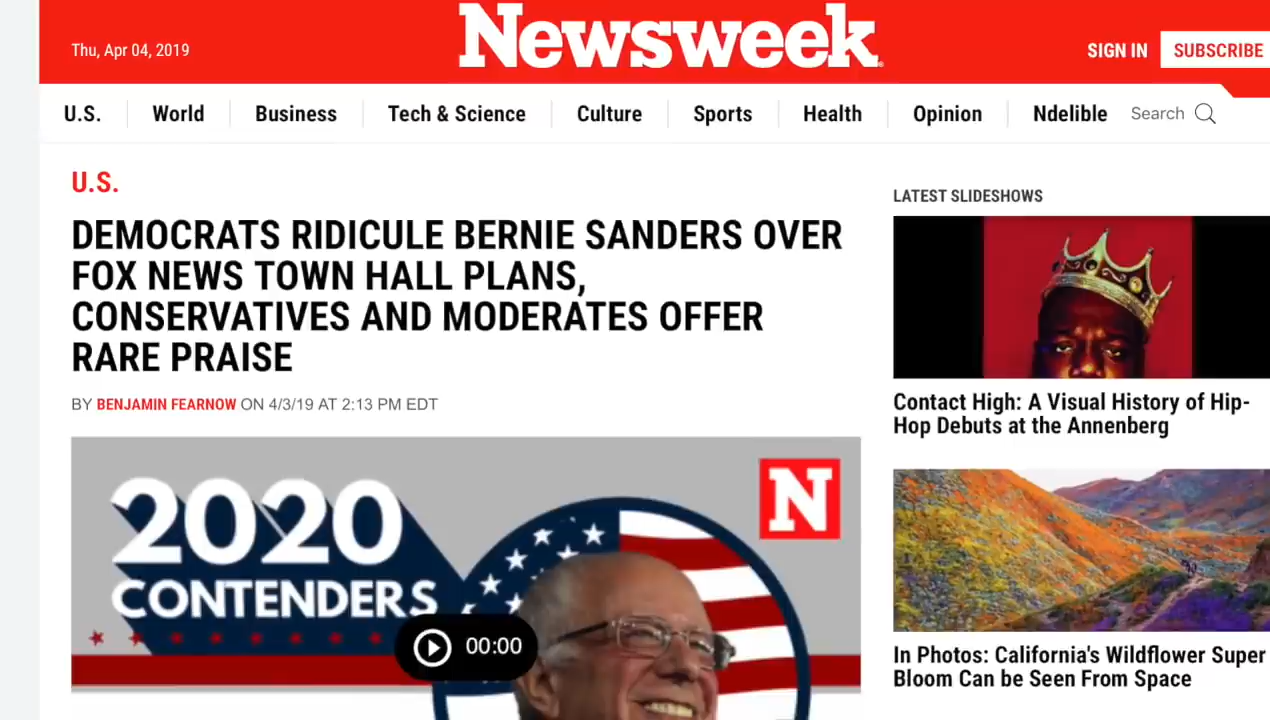 Thu, Apr 04, 2019
Newsweek
SIGN IN
SUBSCRIBE
U.S.
World
Business
Tech & Science
Culture
Sports
Health
Opinion
Ndelible
Search
U.S.
DEMOCRATS RIDICULE BERNIE SANDERS OVER
FOX NEWS TOWN HALL PLANS,
CONSERVATIVES AND MODERATES OFFER
RARE PRAISE
BY BENJAMIN FEARNOW ON 4/3/19 AT 2:13 PM EDT
2020
CONTENDERS
N
00:00
LATEST SLIDESHOWS
Contact High: A Visual History of Hip-
Hop Debuts at the Annenberg
In Photos: California's Wildflower Super
Bloom Can be Seen From Space